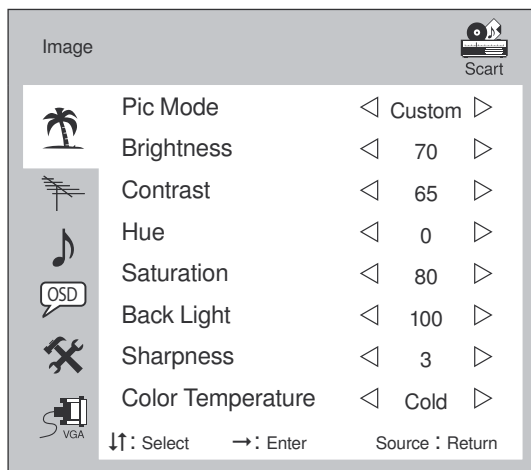 Image
Scart
Pic Mode Custom
Brightness 70
Contrast 65
Hue 0
Saturation 80
OSD
Back Light 100
Sharpness 3
Color Temperature Cold
VGA
↓↑: Select →: Enter Source : Return